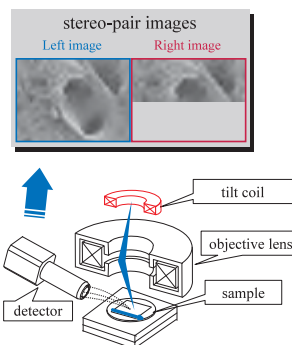 stereo-pair images
Left image
Right image
tilt coil
objective lens
sample
detector